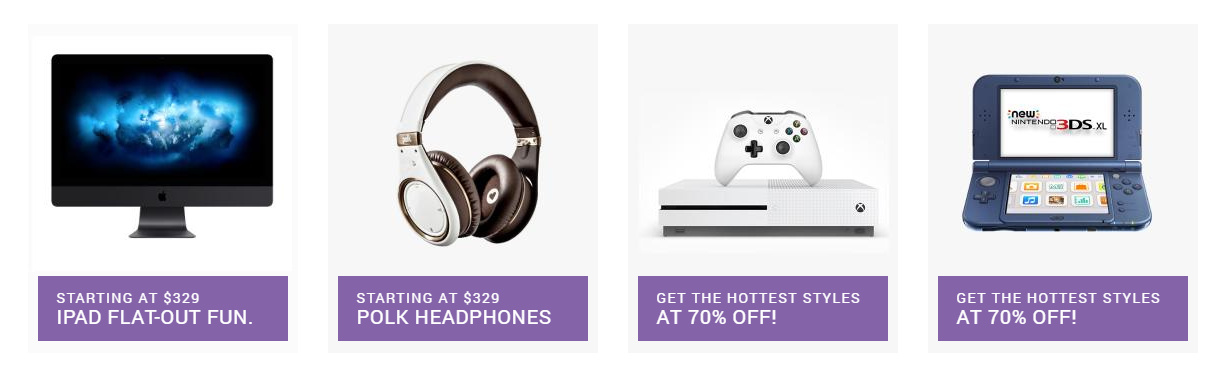 STARTING AT $329
IPAD FLAT-OUT FUN.
STARTING AT $329
POLK HEADPHONES
new
NINTENDO 3DS XL
GET THE HOTTEST STYLES
AT 70% OFF!
GET THE HOTTEST STYLES
AT 70% OFF!